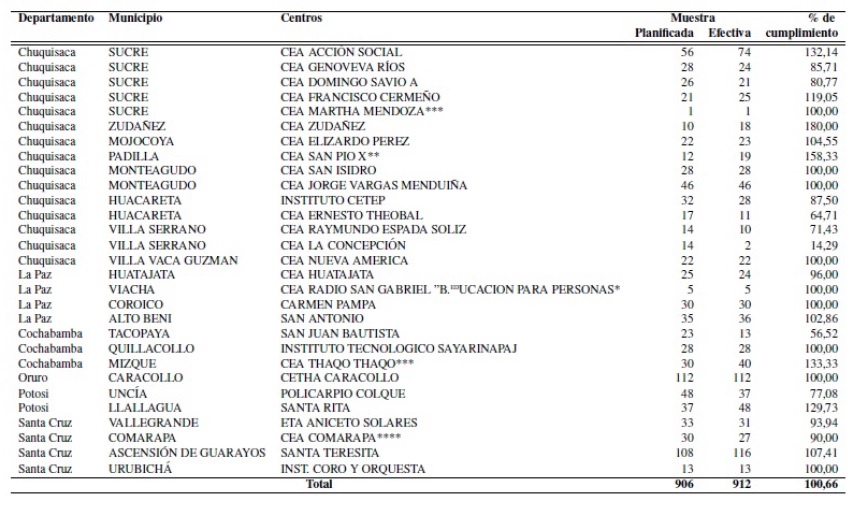 Departamento Municipio Centros Muestra % de
Planificada Efectiva cumplimiento
Chuquisaca SUCRE CEA ACCIÓN SOCIAL 56 74 132,14
Chuquisaca SUCRE CEA GENOVEVA RÍOS 28 24 85,71
Chuquisaca SUCRE CEA DOMINGO SAVIO A 26 21 80,77
Chuquisaca SUCRE CEA FRANCISCO CERMEÑO 21 25 119,05
Chuquisaca SUCRE CEA MARTHA MENDOZA*** 1 1 100,00
Chuquisaca ZUDAÑEZ CEA ZUDAÑEZ 10 18 180,00
Chuquisaca MOJOCOYA CEA ELIZARDO PEREZ 22 23 104,55
Chuquisaca PADILLA CEA SAN PIO X** 12 19 158,33
Chuquisaca MONTEAGUDO CEA SAN ISIDRO 28 28 100,00
Chuquisaca MONTEAGUDO CEA JORGE VARGAS MENDUIÑA 46 46 100,00
Chuquisaca HUACARETA INSTITUTO CETEP 32 28 87,50
Chuquisaca HUACARETA CEA ERNESTO THEOBAL 17 11 64,71
Chuquisaca VILLA SERRANO CEA RAYMUNDO ESPADA SOLIZ 14 10 71,43
Chuquisaca VILLA SERRANO CEA LA CONCEPCIÓN 14 2 14,29
Chuquisaca VILLA VACA GUZMAN CEA NUEVA AMERICA 22 22 100,00
La Paz HUATAJATA CEA HUATAJATA 25 24 96,00
La Paz VIACHA CEA RADIO SAN GABRIEL PARA PERSONAS* 5 5 100,00
La Paz COROICO CARMEN PAMPA 30 30 100,00
La Paz ALTO BENI SAN ANTONIO 35 36 102,86
Cochabamba TACOPAYA SAN JUAN BAUTISTA 23 13 56,52
Cochabamba QUILLACOLLO INSTITUTO TECNOLOGICO SAYARINAPAJ 28 28 100,00
Cochabamba MIZQUE CEA THAQO THAQO*** 30 40 133,33
Oruro CARACOLLO CETHA CARACOLLO 112 112 100,00
Potosi UNCÍA POLICARPIO COLQUE 48 37 77,08
Potosi LLALLAGUA SANTA RITA 37 48 129,73
Santa Cruz VALLEGRANDE ETA ANICETO SOLARES 33 31 93,94
Santa Cruz COMARAPA CEA COMARAPA**** 30 27 90,00
Santa Cruz ASCENSIÓN DE GUARAYOS SANTA TERESITA 108 116 107,41
Santa Cruz URUBICHÁ INST. CORO Y ORQUESTA 13 13 100,00
Total 906 912 100,66